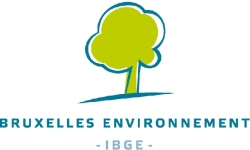 BRUXELLES ENVIRONNEMENT
- IBGE -